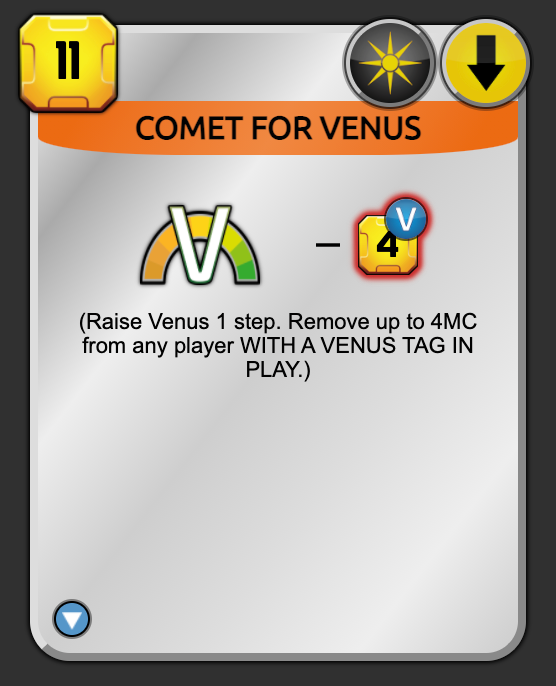 11
COMET FOR VENUS
V
V
4
(Raise Venus 1 step. Remove up to 4MC
from any player WITH A VENUS TAG IN
PLAY.)